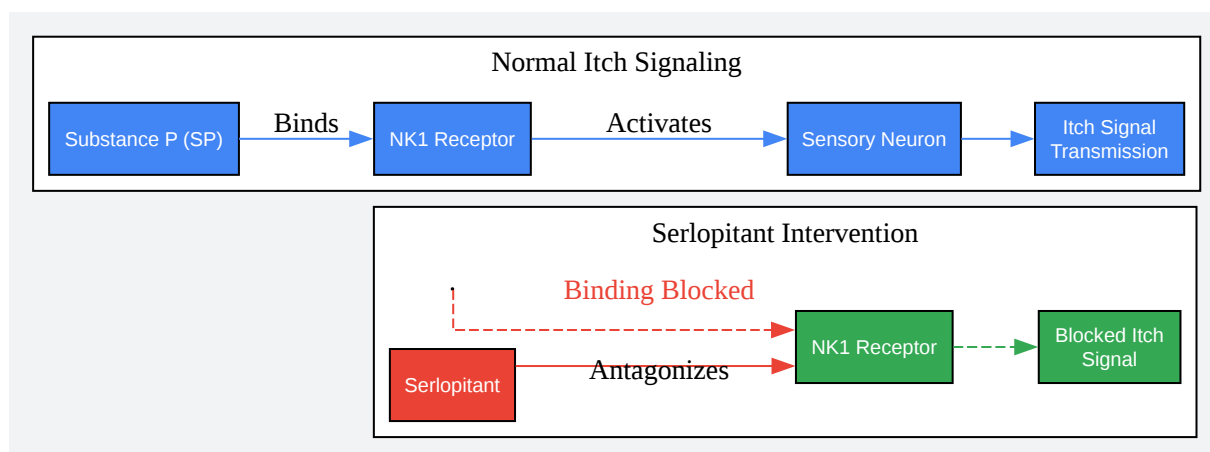 Normal Itch Signaling
Substance P (SP)
Binds
NK1 Receptor
Activates
Sensory Neuron
Itch Signal
Transmission
Serlopitant Intervention
Binding Blocked
Serlopitant
Antagonizes
NK1 Receptor
Blocked Itch
Signal